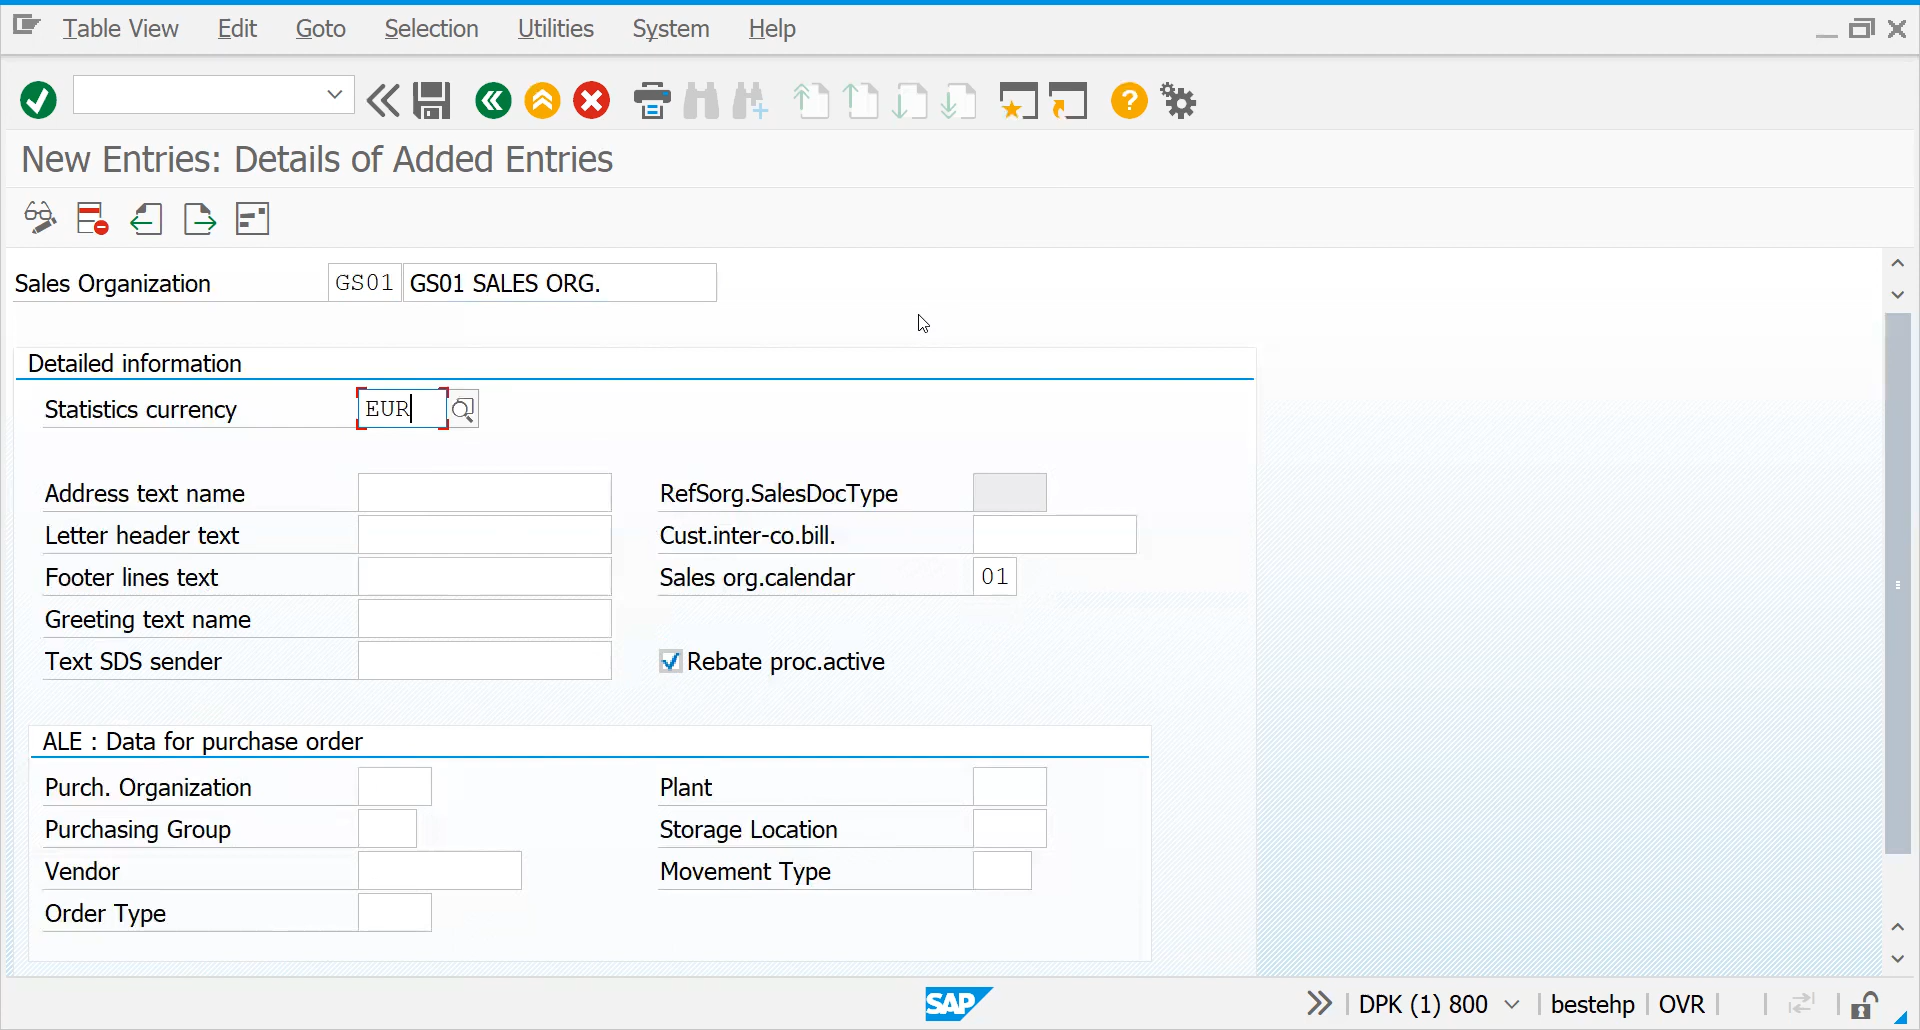 Table View Edit Goto Selection Utilities System Help
New Entries: Details of Added Entries
Sales Organization GS01 GS01 SALES ORG.
Detailed information
Statistics currency EUR
Address text name RefSorg.SalesDocType
Letter header text Cust.inter-co.bill.
Footer lines text Sales org.calendar 01
Greeting text name
Text SDS sender Rebate proc.active
ALE : Data for purchase order
Purch. Organization Plant
Purchasing Group Storage Location
Vendor Movement Type
Order Type
SAP DPK (1) 800 bestehp OVR